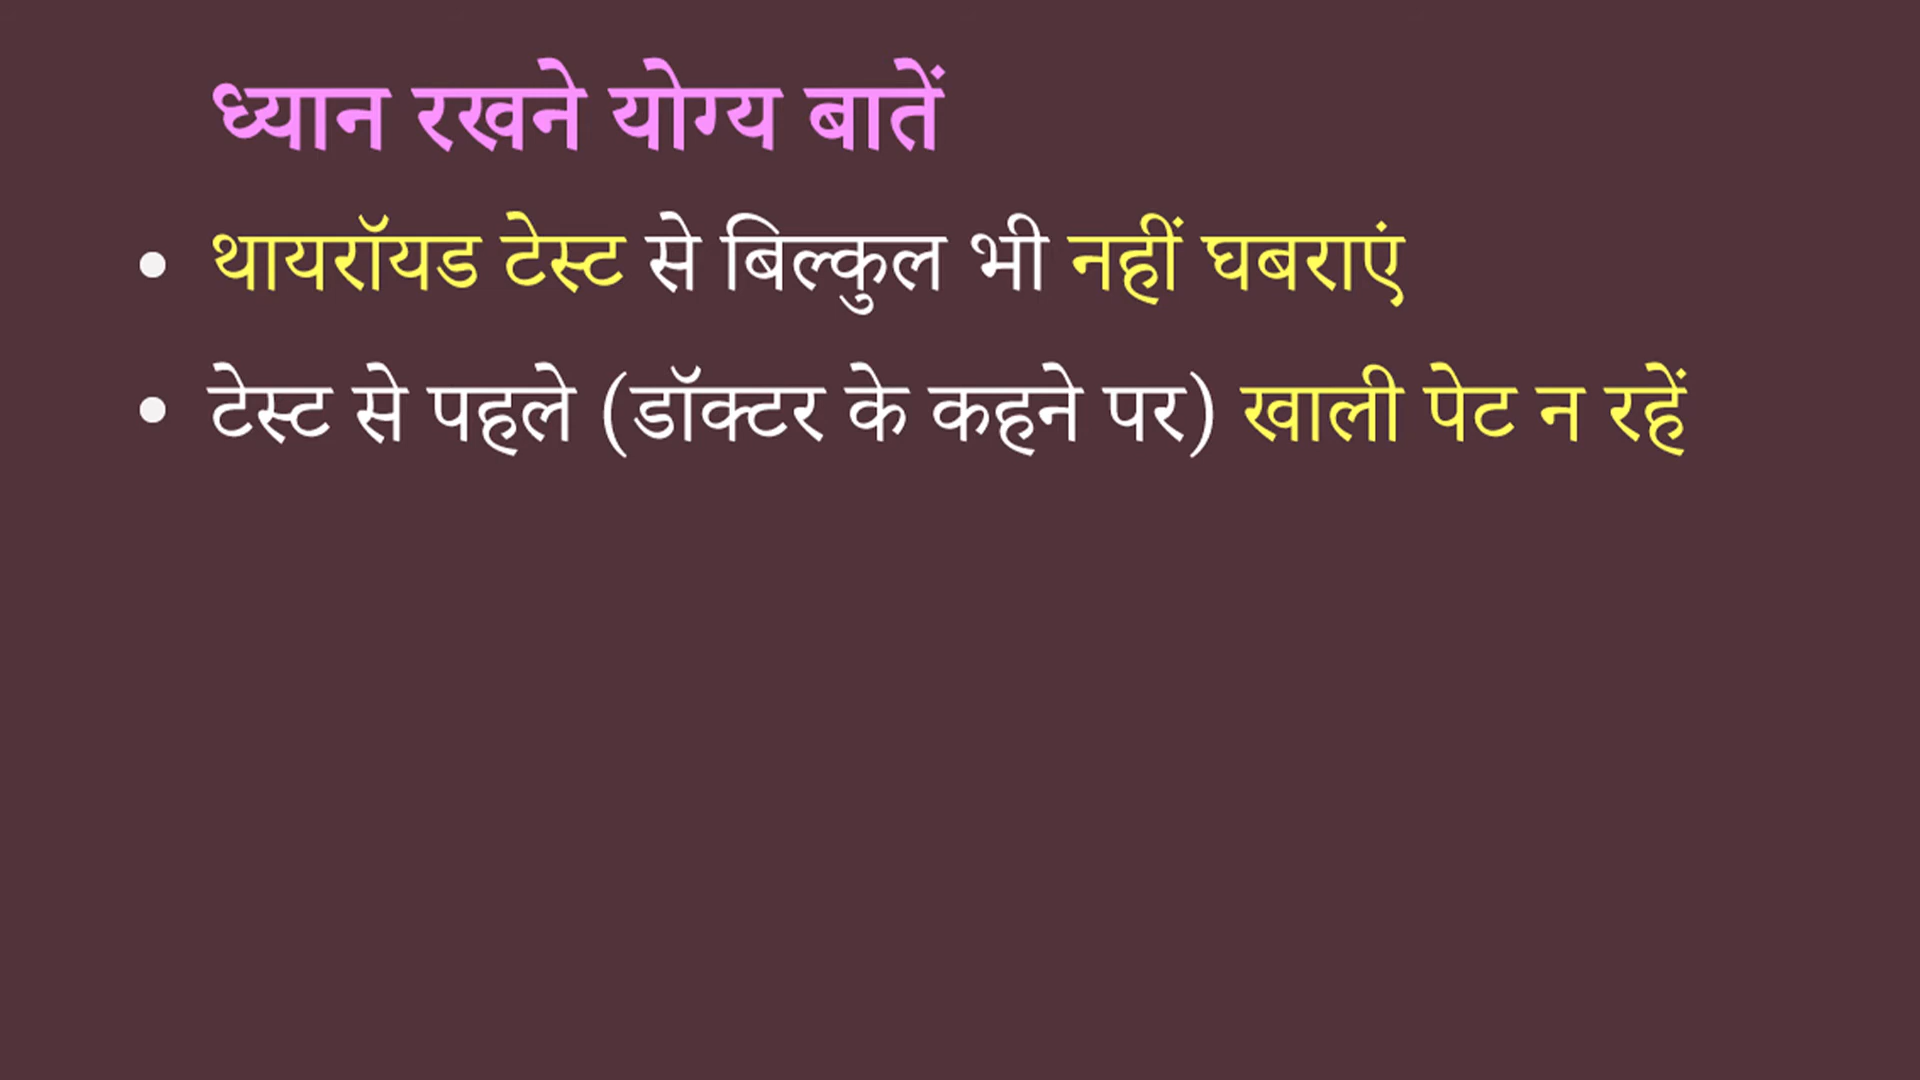 ध्यान रखने योग्य बातें
• थायरॉयड टेस्ट से बिल्कुल भी नहीं घबराएं
• टेस्ट से पहले (डॉक्टर के कहने पर) खाली पेट न रहें